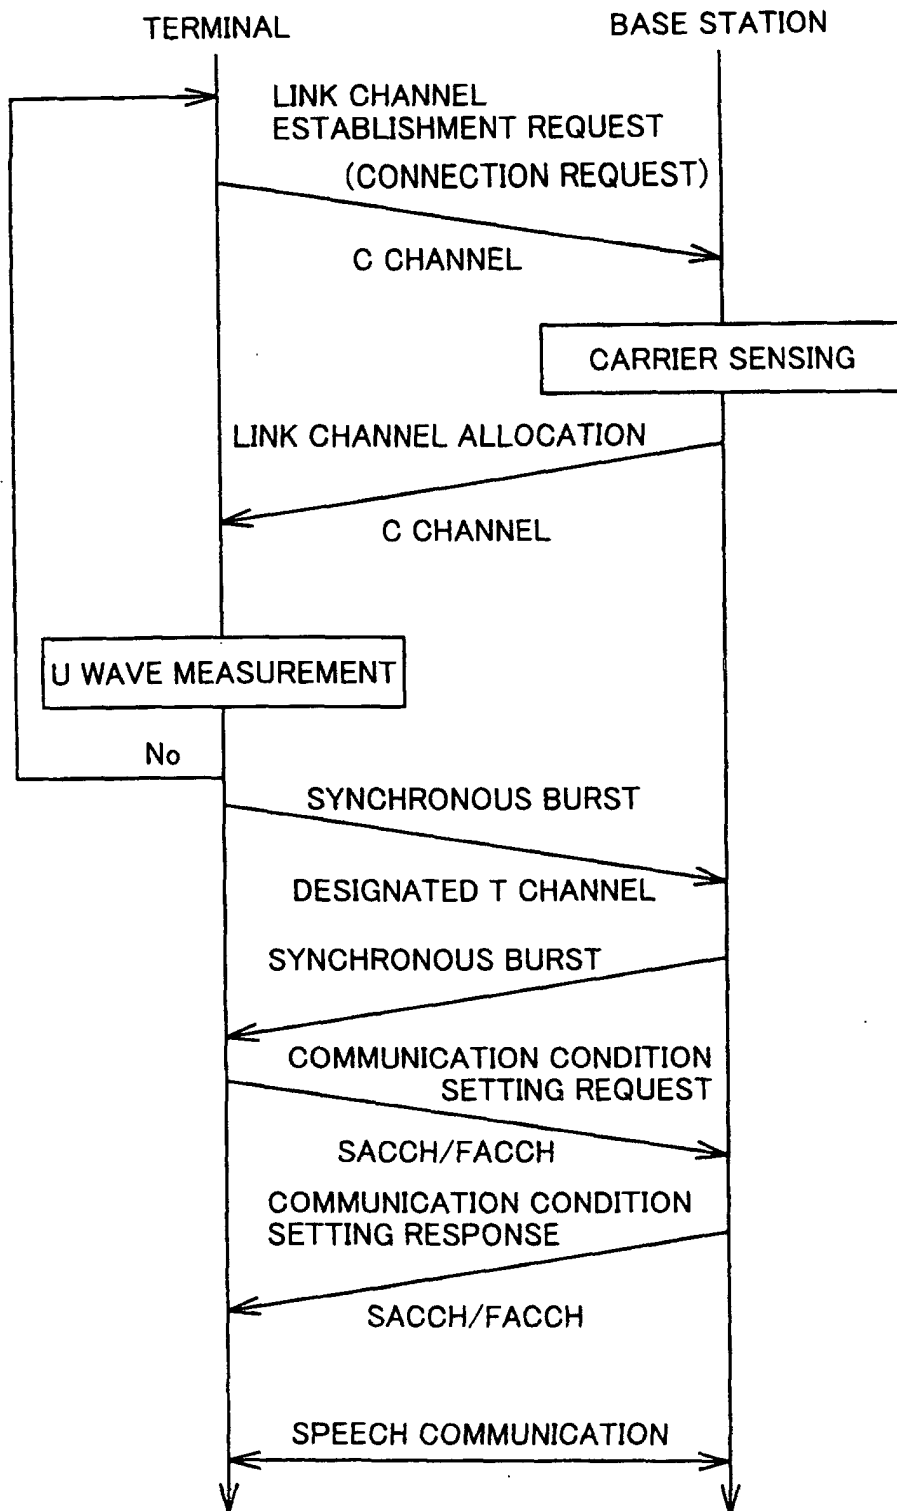 TERMINAL
BASE STATION
LINK CHANNEL
ESTABLISHMENT REQUEST
(CONNECTION REQUEST)
C CHANNEL
CARRIER SENSING
LINK CHANNEL ALLOCATION
C CHANNEL
U WAVE MEASUREMENT
No
SYNCHRONOUS BURST
DESIGNATED T CHANNEL
SYNCHRONOUS BURST
COMMUNICATION CONDITION
SETTING REQUEST
SACCH/FACCH
COMMUNICATION CONDITION
SETTING RESPONSE
SACCH/FACCH
SPEECH COMMUNICATION